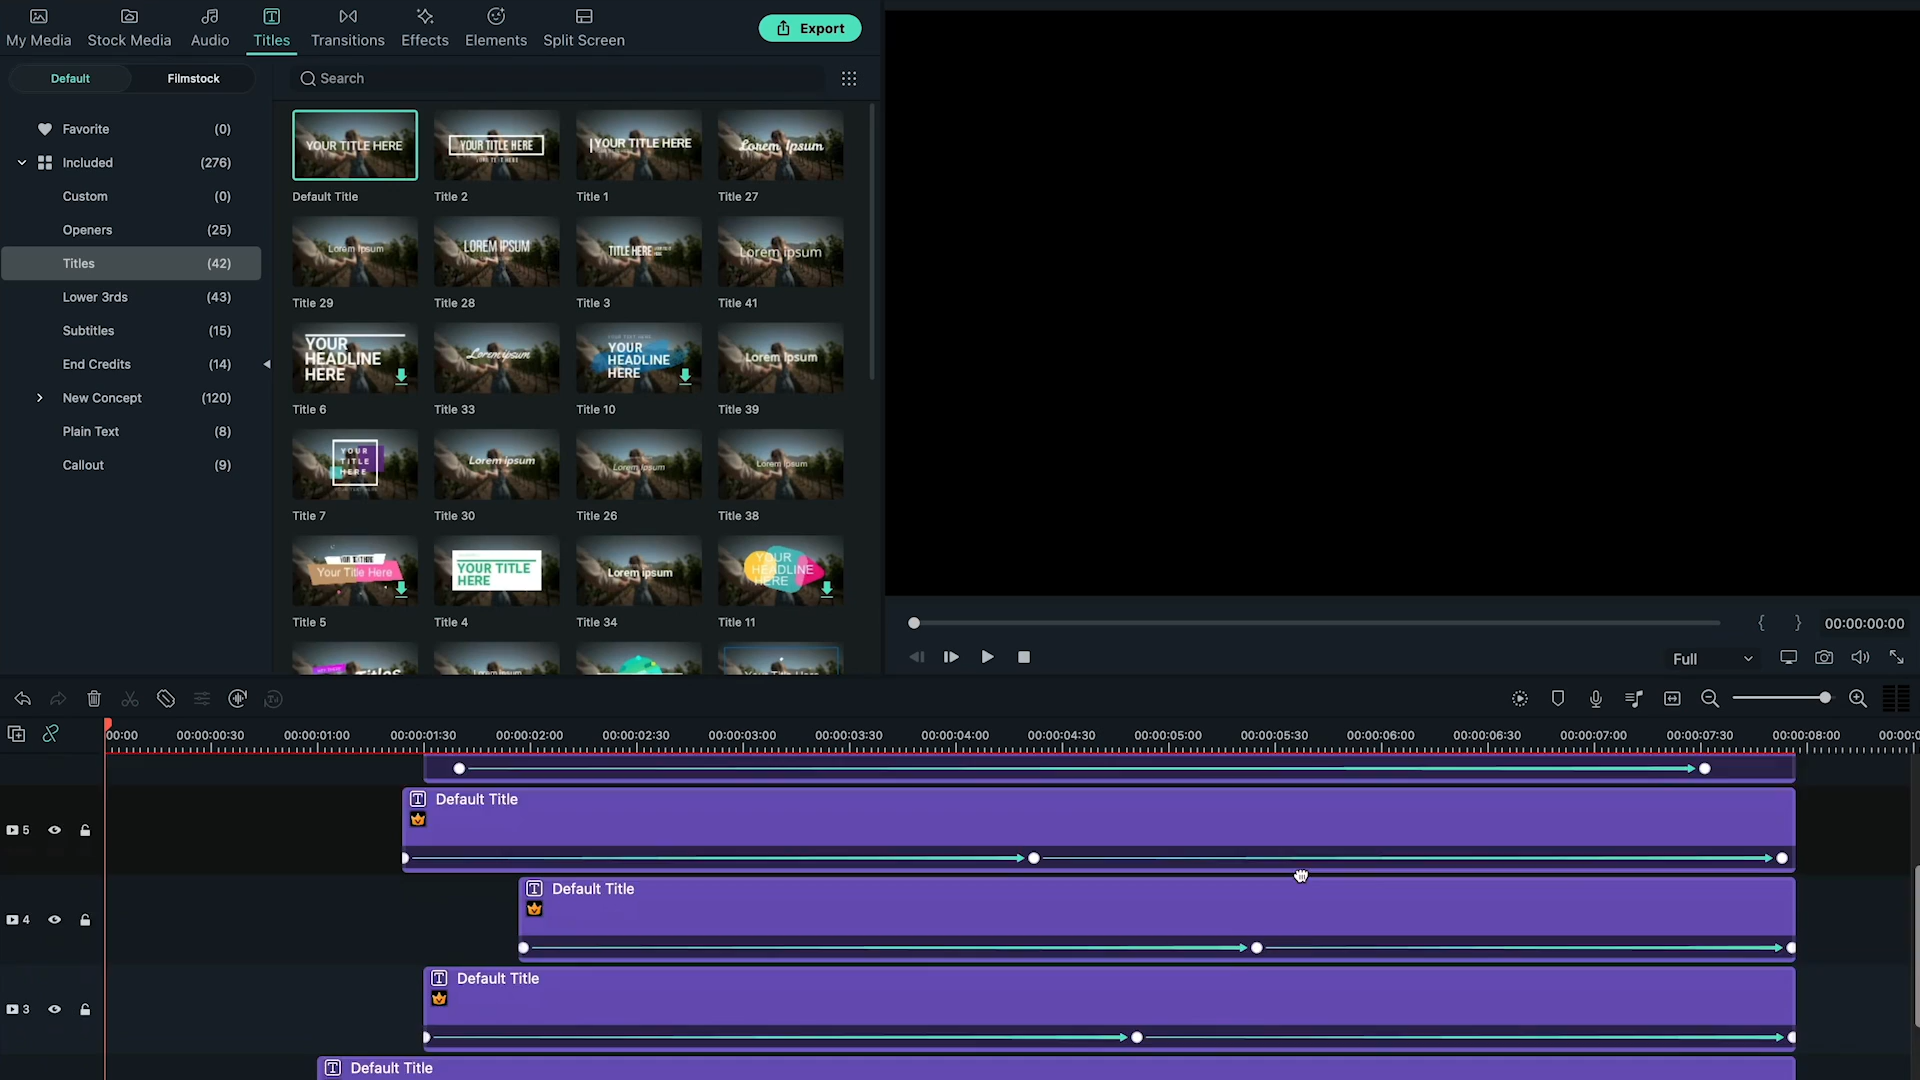 My Media
Stock Media
Audio
Titles
Transitions
Effects
Elements
Split Screen
Export
Default
Filmstock
Search
Favorite (0)
Included (276)
Custom (0)
Openers (25)
Titles (42)
Lower 3rds (43)
Subtitles (15)
End Credits (14)
New Concept (120)
Plain Text (8)
Callout (9)
YOUR TITLE HERE
YOUR TITLE HERE
YOUR TITLE HERE
Lorem Ipsum
Default Title
Title 2
Title 1
Title 27
Lorem Ipsum
LOREM IPSUM
TITLE HERE
Lorem ipsum
Title 29
Title 28
Title 3
Title 41
YOUR
HEADLINE
HERE
Lorem ipsum
YOUR
HEADLINE
HERE
Lorem Ipsum
Title 6
Title 33
Title 10
Title 39
YOUR
TITLE
HERE
Lorem ipsum
Lorem Ipsum
Lorem Ipsum
Title 7
Title 30
Title 26
Title 38
Your Title Here
YOUR TITLE
HERE
Lorem ipsum
YOUR
HEADLINE
HERE
Title 5
Title 4
Title 34
Title 11
Titles
{ } 00:00:00:00
Full
00:00
00:00:00:30
00:00:01:00
00:00:01:30
00:00:02:00
00:00:02:30
00:00:03:00
00:00:03:30
00:00:04:00
00:00:04:30
00:00:05:00
00:00:05:30
00:00:06:00
00:00:06:30
00:00:07:00
00:00:07:30
00:00:08:00
00:00:0
5
T Default Title
4
T Default Title
3
T Default Title
T Default Title